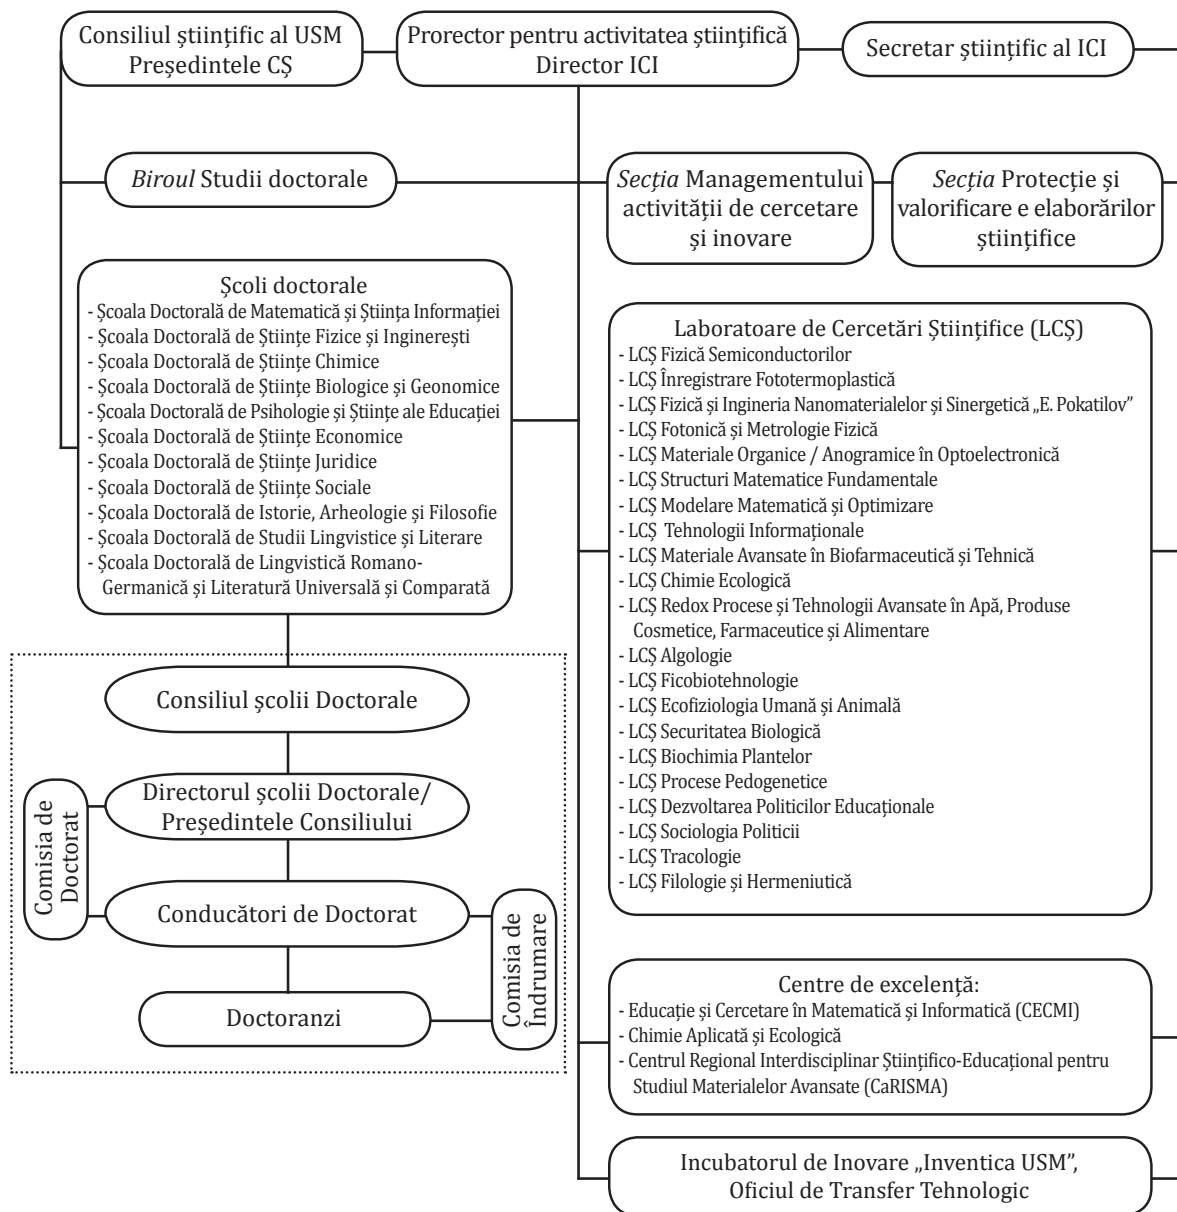 Consiliul științific al USM
Președintele CȘ
Prorector pentru activitatea științifică
Director ICI
Secretar științific al ICI
Biroul Studii doctorale
Secția Managementului
activității de cercetare
și inovare
Secția Protecție și
valorificare e elaborărilor
științifice
Școli doctorale
- Școala Doctorală de Matematică și Știința Informației
- Școala Doctorală de Științe Fizice și Inginerești
- Școala Doctorală de Științe Chimice
- Școala Doctorală de Științe Biologice și Geonomice
- Școala Doctorală de Psihologie și Științe ale Educației
- Școala Doctorală de Științe Economice
- Școala Doctorală de Științe Juridice
- Școala Doctorală de Științe Sociale
- Școala Doctorală de Istorie, Arheologie și Filosofie
- Școala Doctorală de Studii Lingvistice și Literare
- Școala Doctorală de Lingvistică Romano-
Germanică și Literatură Universală și Comparată
Laboratoare de Cercetări Științifice (LCȘ)
- LCȘ Fizică Semiconductorilor
- LCȘ Înregistrare Fototermoplastică
- LCȘ Fizică și Ingineria Nanomaterialelor și Sinergetică „E. Pokatilov”
- LCȘ Fotonică și Metrologie Fizică
- LCȘ Materiale Organice / Anogramice în Optoelectronică
- LCȘ Structuri Matematice Fundamentale
- LCȘ Modelare Matematică și Optimizare
- LCȘ Tehnologii Informaționale
- LCȘ Materiale Avansate în Biofarmaceutică și Tehnică
- LCȘ Chimie Ecologică
- LCȘ Redox Procese și Tehnologii Avansate în Apă, Produse
Cosmetice, Farmaceutice și Alimentare
- LCȘ Algologie
- LCȘ Ficobiotehnologie
- LCȘ Ecofiziologia Umană și Animală
- LCȘ Securitatea Biologică
- LCȘ Biochimia Plantelor
- LCȘ Procese Pedogenetice
- LCȘ Dezvoltarea Politicilor Educaționale
- LCȘ Sociologia Politicii
- LCȘ Tracologie
- LCȘ Filologie și Hermeniutică
Consiliul școlii Doctorale
Directorul școlii Doctorale/
Președintele Consiliului
Comisia de
Doctorat
Conducători de Doctorat
Comisia de
Îndrumare
Doctoranzi
Centre de excelență:
- Educație și Cercetare în Matematică și Informatică (CECMI)
- Chimie Aplicată și Ecologică
- Centrul Regional Interdisciplinar Științifico-Educațional pentru
Studiul Materialelor Avansate (CaRISMA)
Incubatorul de Inovare „Inventica USM”,
Oficiul de Transfer Tehnologic